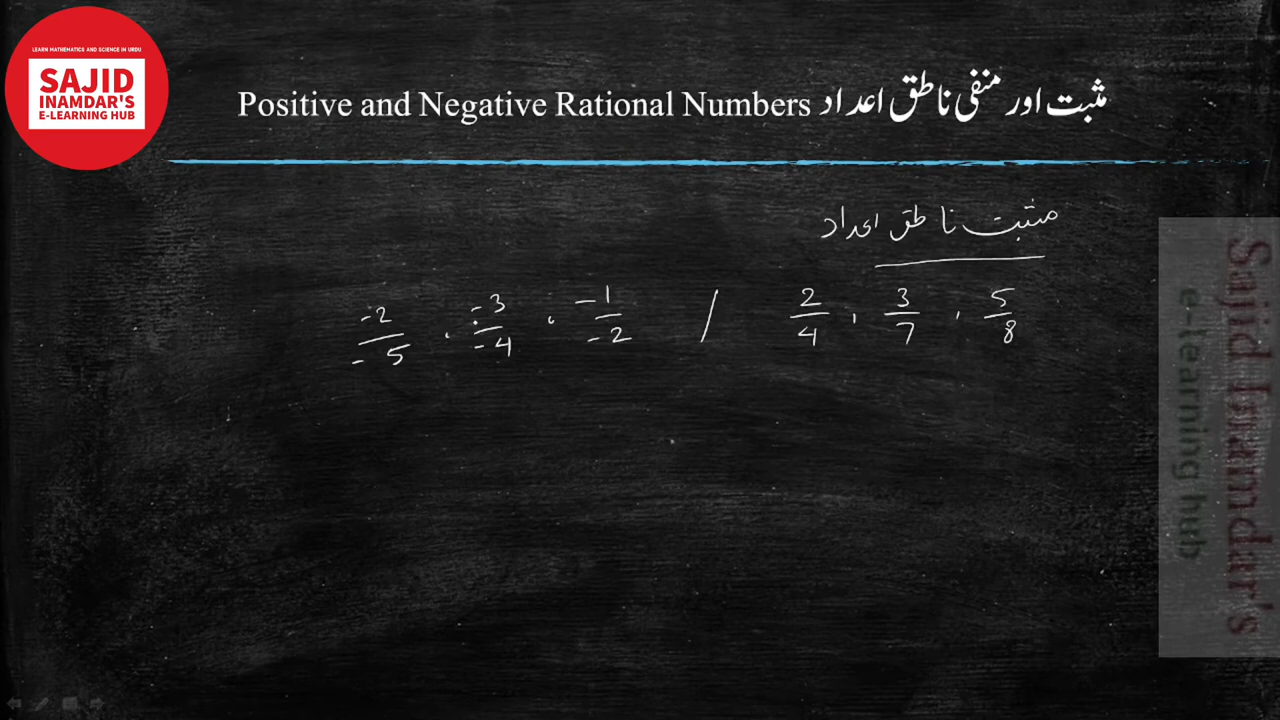 LEARN MATHEMATICS AND SCIENCE IN URDU
SAJID
INAMDAR'S
E-LEARNING HUB
Positive and Negative Rational Numbers مثبت اور منفی ناطق اعداد
مثبت ناطق اعداد
5/8 , 3/7 , 2/4 / -1/-2 , -3/-4 , -2/-5
Sajid Inamdar's
e-learning hub